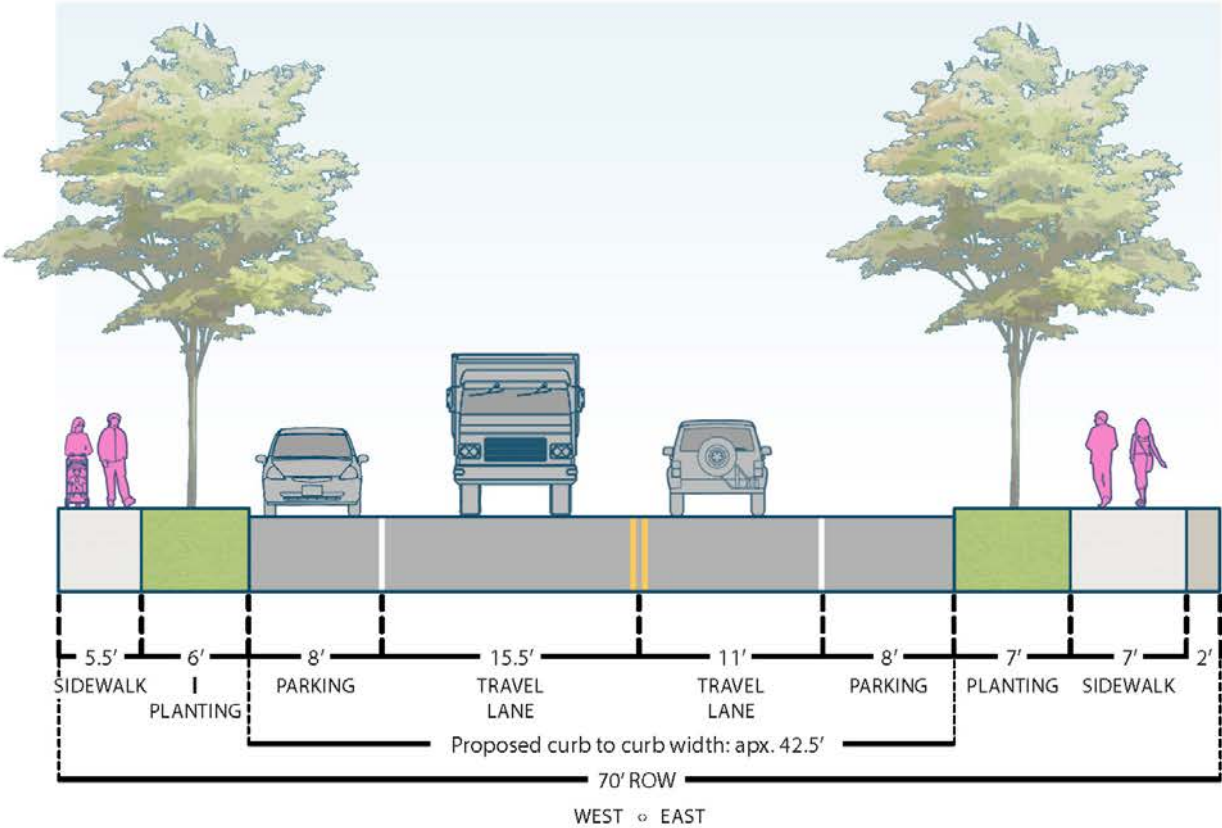 5.5' 6' 8' 15.5' 11' 8' 7' 7' 2'
SIDEWALK I PARKING TRAVEL TRAVEL PARKING PLANTING SIDEWALK
PLANTING LANE LANE
Proposed curb to curb width: apx. 42.5'
70' ROW
WEST ⇔ EAST